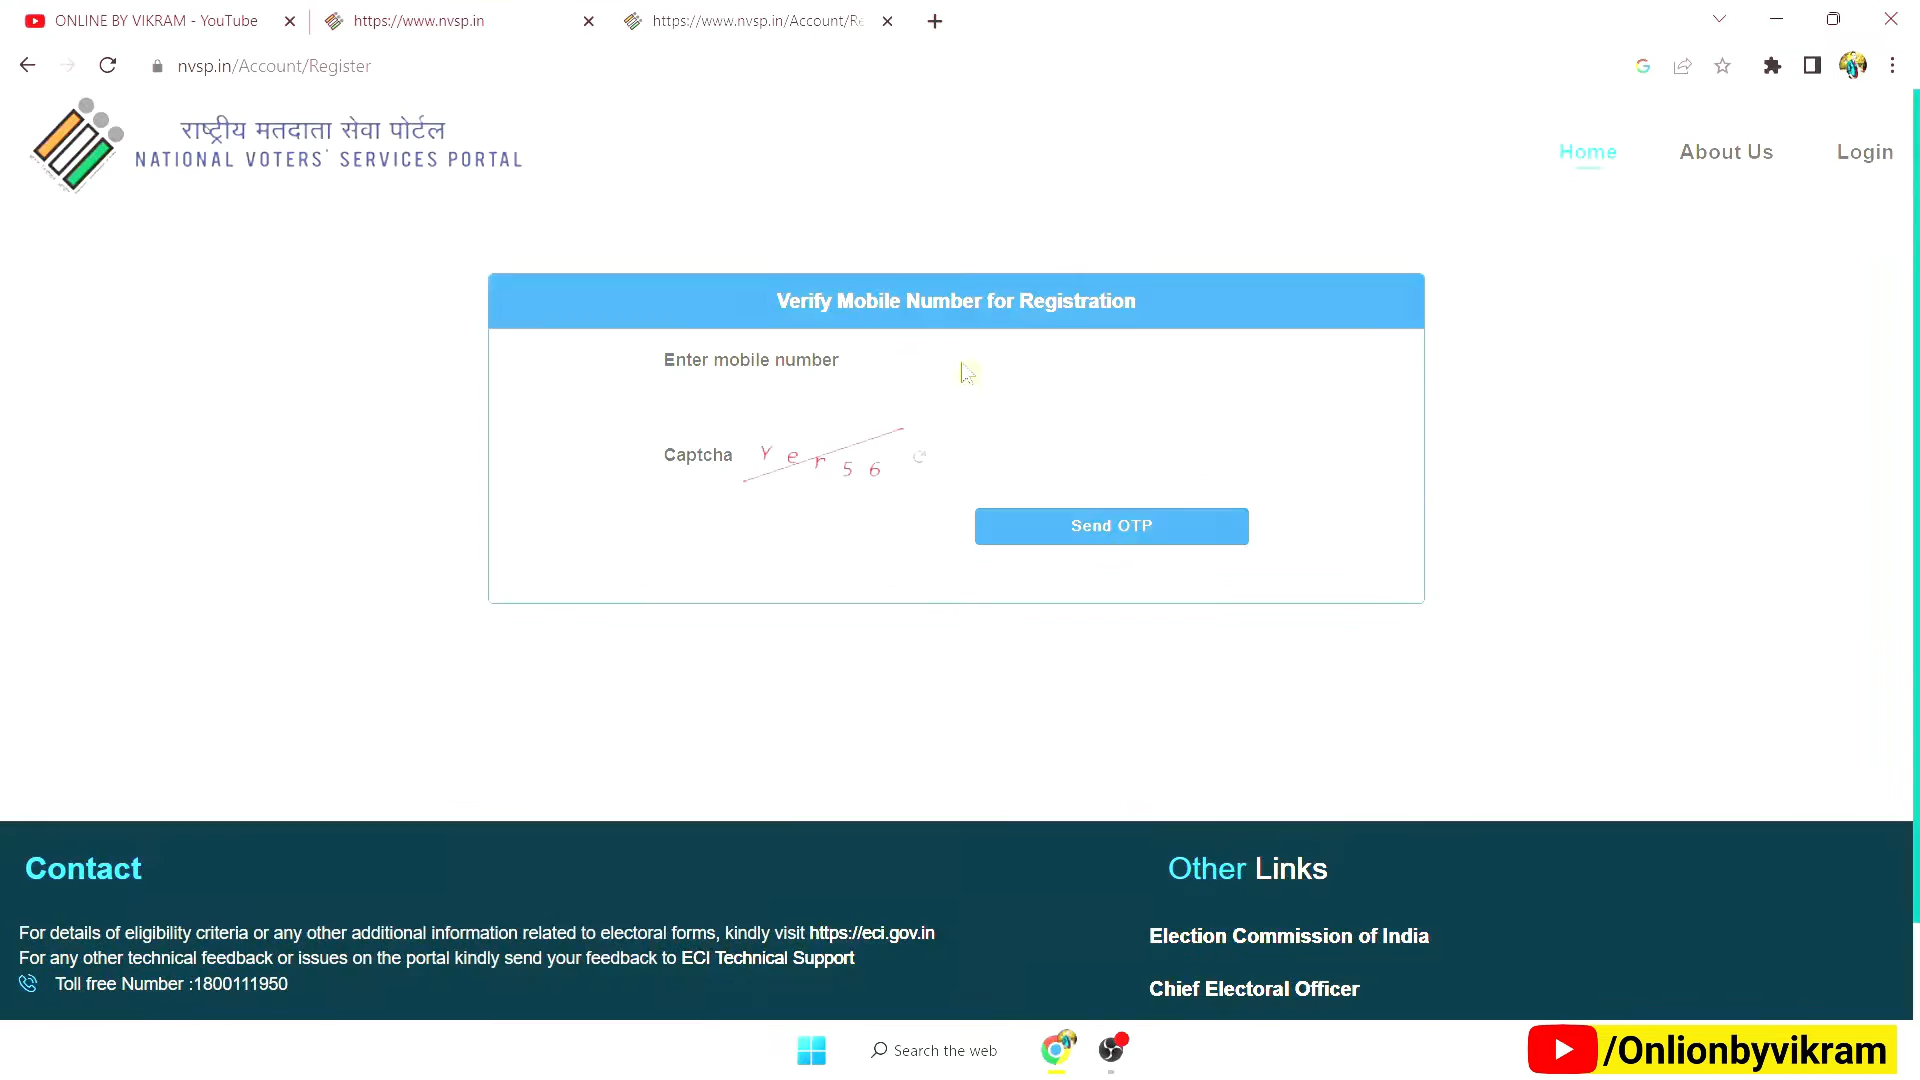 ONLINE BY VIKRAM - YouTube
https://www.nvsp.in
https://www.nvsp.in/Account/Re
nvsp.in/Account/Register
राष्ट्रीय मतदाता सेवा पोर्टल
NATIONAL VOTERS' SERVICES PORTAL
Home
About Us
Login
Verify Mobile Number for Registration
Enter mobile number
Captcha
Y e r 5 6
Send OTP
Contact
Other Links
For details of eligibility criteria or any other additional information related to electoral forms, kindly visit https://eci.gov.in
Election Commission of India
For any other technical feedback or issues on the portal kindly send your feedback to ECI Technical Support
Toll free Number :1800111950
Chief Electoral Officer
Search the web
/Onlionbyvikram